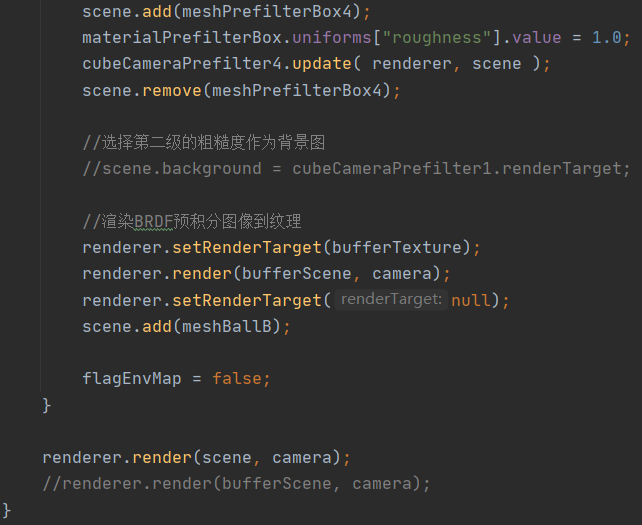 scene.add(meshPrefilterBox4);
materialPrefilterBox.uniforms["roughness"].value = 1.0;
cubeCameraPrefilter4.update( renderer, scene );
scene.remove(meshPrefilterBox4);
//选择第二级的粗糙度作为背景图
//scene.background = cubeCameraPrefilter1.renderTarget;
//渲染BRDF预积分图像到纹理
renderer.setRenderTarget(bufferTexture);
renderer.render(bufferScene, camera);
renderer.setRenderTarget( renderTarget: null);
scene.add(meshBallB);
flagEnvMap = false;
}
renderer.render(scene, camera);
//renderer.render(bufferScene, camera);
}